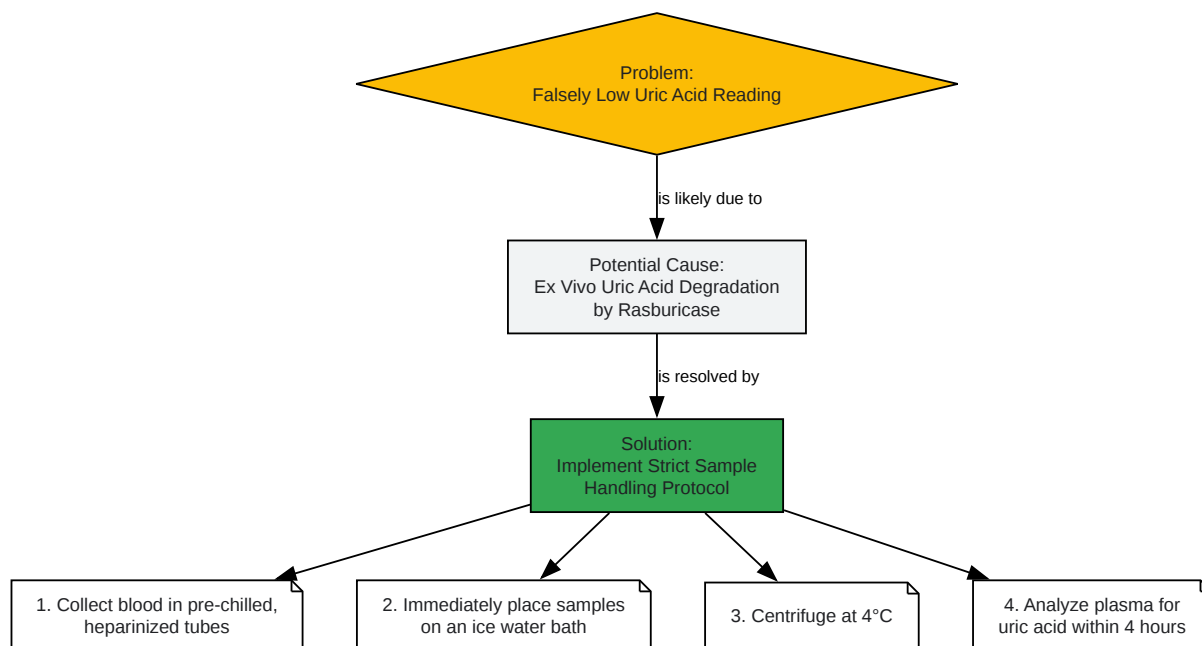 Problem:
Falsely Low Uric Acid Reading
is likely due to
Potential Cause:
Ex Vivo Uric Acid Degradation
by Rasburicase
is resolved by
Solution:
Implement Strict Sample
Handling Protocol
1. Collect blood in pre-chilled,
heparinized tubes
2. Immediately place samples
on an ice water bath
3. Centrifuge at 4°C
4. Analyze plasma for
uric acid within 4 hours